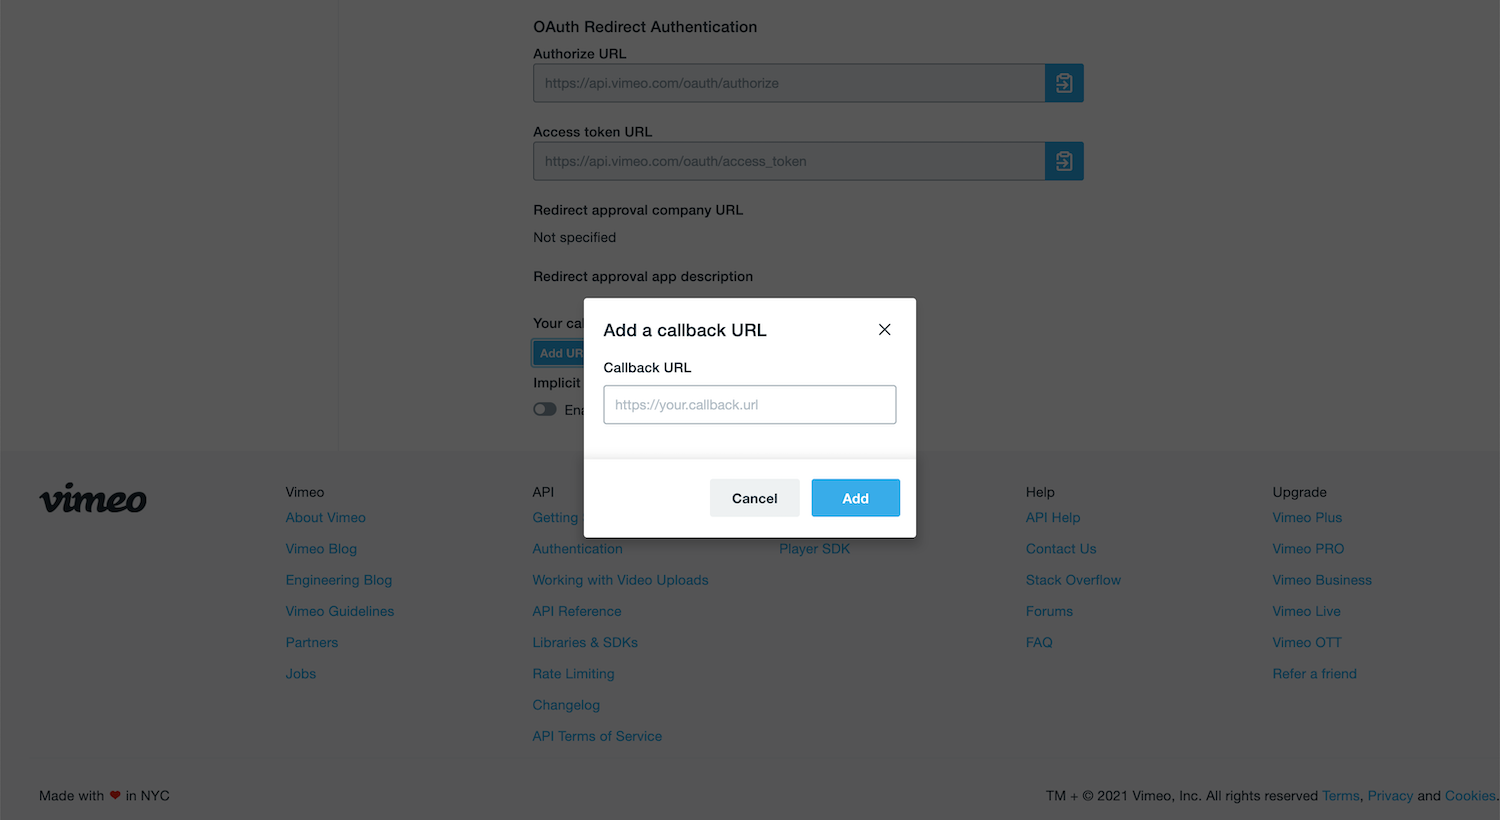 OAuth Redirect Authentication
Authorize URL
https://api.vimeo.com/oauth/authorize
Access token URL
https://api.vimeo.com/oauth/access_token
Redirect approval company URL
Not specified
Redirect approval app description
Your cal
Add UR
Implicit
Ena
Add a callback URL
Callback URL
https://your.callback.url
Cancel
Add
vimeo
Vimeo
About Vimeo
Vimeo Blog
Engineering Blog
Vimeo Guidelines
Partners
Jobs
API
Getting
Authentication
Working with Video Uploads
API Reference
Libraries & SDKs
Rate Limiting
Changelog
API Terms of Service
Player SDK
Help
API Help
Contact Us
Stack Overflow
Forums
FAQ
Upgrade
Vimeo Plus
Vimeo PRO
Vimeo Business
Vimeo Live
Vimeo OTT
Refer a friend
Made with ❤ in NYC
TM + © 2021 Vimeo, Inc. All rights reserved Terms, Privacy and Cookies.